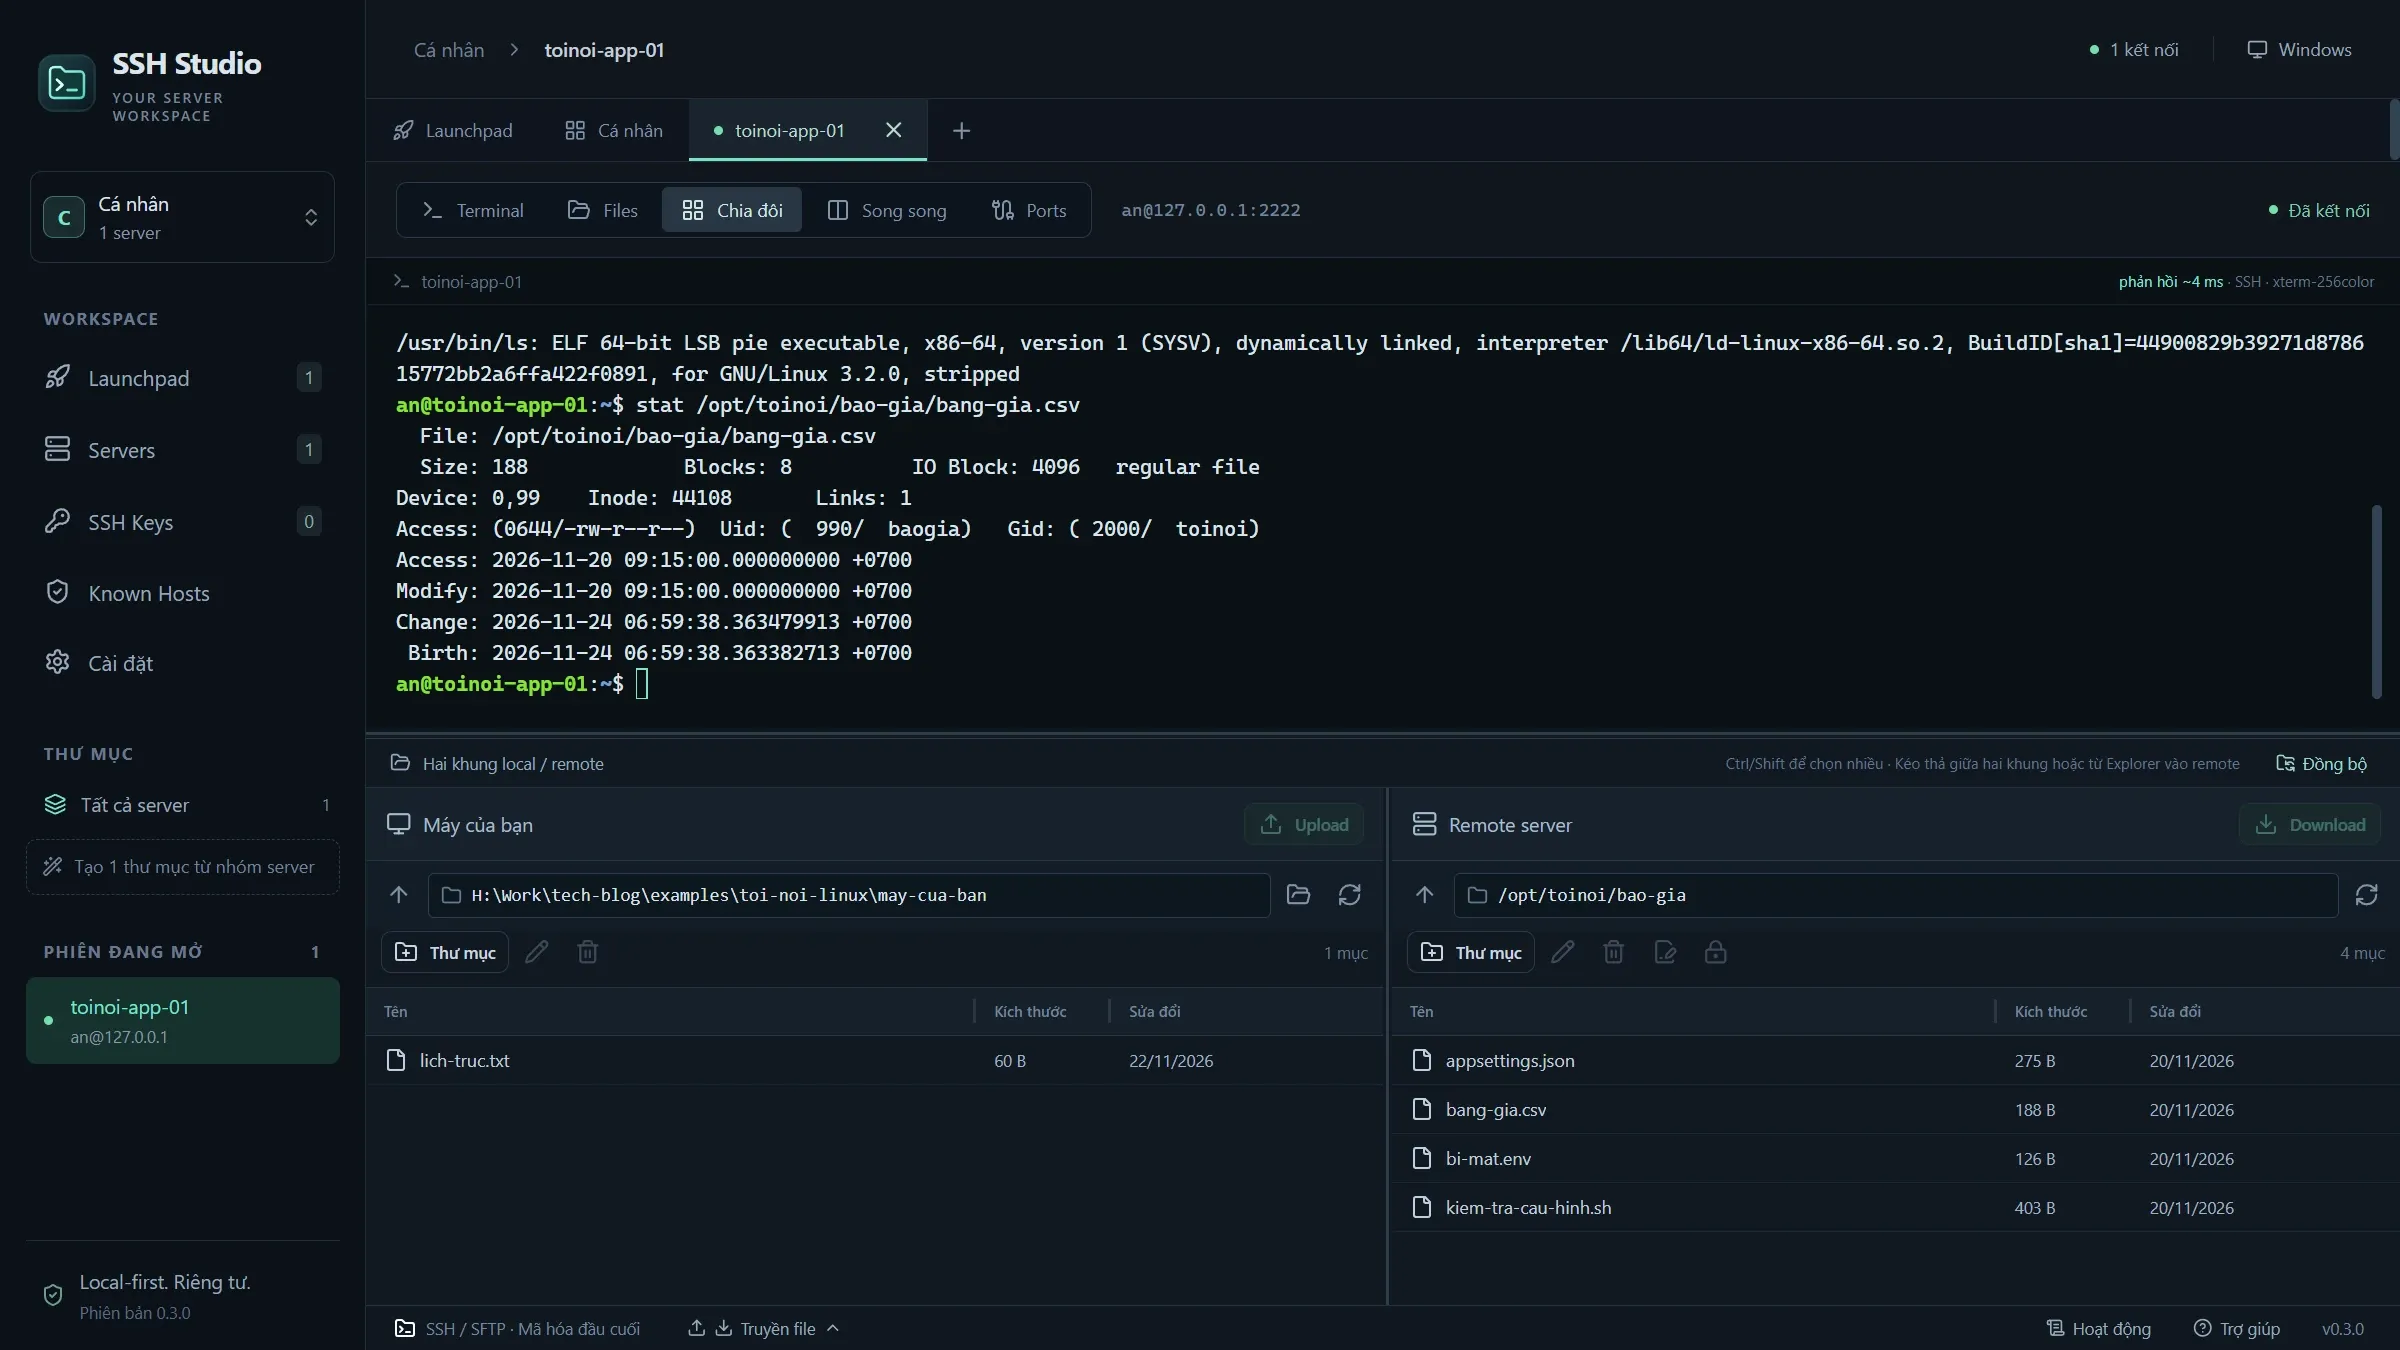 SSH Studio
YOUR SERVER
WORKSPACE
C
Cá nhân
1 server
WORKSPACE
Launchpad 1
Servers 1
SSH Keys 0
Known Hosts
Cài đặt
THƯ MỤC
Tất cả server 1
Tạo 1 thư mục từ nhóm server
PHIÊN ĐANG MỞ 1
toinoi-app-01
an@127.0.0.1
Local-first. Riêng tư.
Phiên bản 0.3.0
Cá nhân > toinoi-app-01
1 kết nối
Windows
Launchpad
Cá nhân
toinoi-app-01
Terminal
Files
Chia đôi
Song song
Ports
an@127.0.0.1:2222
Đã kết nối
toinoi-app-01
phản hồi ~4 ms · SSH · xterm-256color
/usr/bin/ls: ELF 64-bit LSB pie executable, x86-64, version 1 (SYSV), dynamically linked, interpreter /lib64/ld-linux-x86-64.so.2, BuildID[sha1]=44900829b39271d8786
15772bb2a6ffa422f0891, for GNU/Linux 3.2.0, stripped
an@toinoi-app-01:~$ stat /opt/toinoi/bao-gia/bang-gia.csv
File: /opt/toinoi/bao-gia/bang-gia.csv
Size: 188 Blocks: 8 IO Block: 4096 regular file
Device: 0,99 Inode: 44108 Links: 1
Access: (0644/-rw-r--r--) Uid: ( 990/ baogia) Gid: ( 2000/ toinoi)
Access: 2026-11-20 09:15:00.000000000 +0700
Modify: 2026-11-20 09:15:00.000000000 +0700
Change: 2026-11-24 06:59:38.363479913 +0700
Birth: 2026-11-24 06:59:38.363382713 +0700
an@toinoi-app-01:~$
Hai khung local / remote
Ctrl/Shift để chọn nhiều · Kéo thả giữa hai khung hoặc từ Explorer vào remote
Đồng bộ
Máy của bạn
Upload
H:\Work\tech-blog\examples\toi-noi-linux\may-cua-ban
Thư mục
1 mục
Tên Kích thước Sửa đổi
lich-truc.txt 60 B 22/11/2026
Remote server
Download
/opt/toinoi/bao-gia
Thư mục
4 mục
Tên Kích thước Sửa đổi
appsettings.json 275 B 20/11/2026
bang-gia.csv 188 B 20/11/2026
bi-mat.env 126 B 20/11/2026
kiem-tra-cau-hinh.sh 403 B 20/11/2026
SSH / SFTP · Mã hóa đầu cuối
Truyền file
Hoạt động
Trợ giúp
v0.3.0